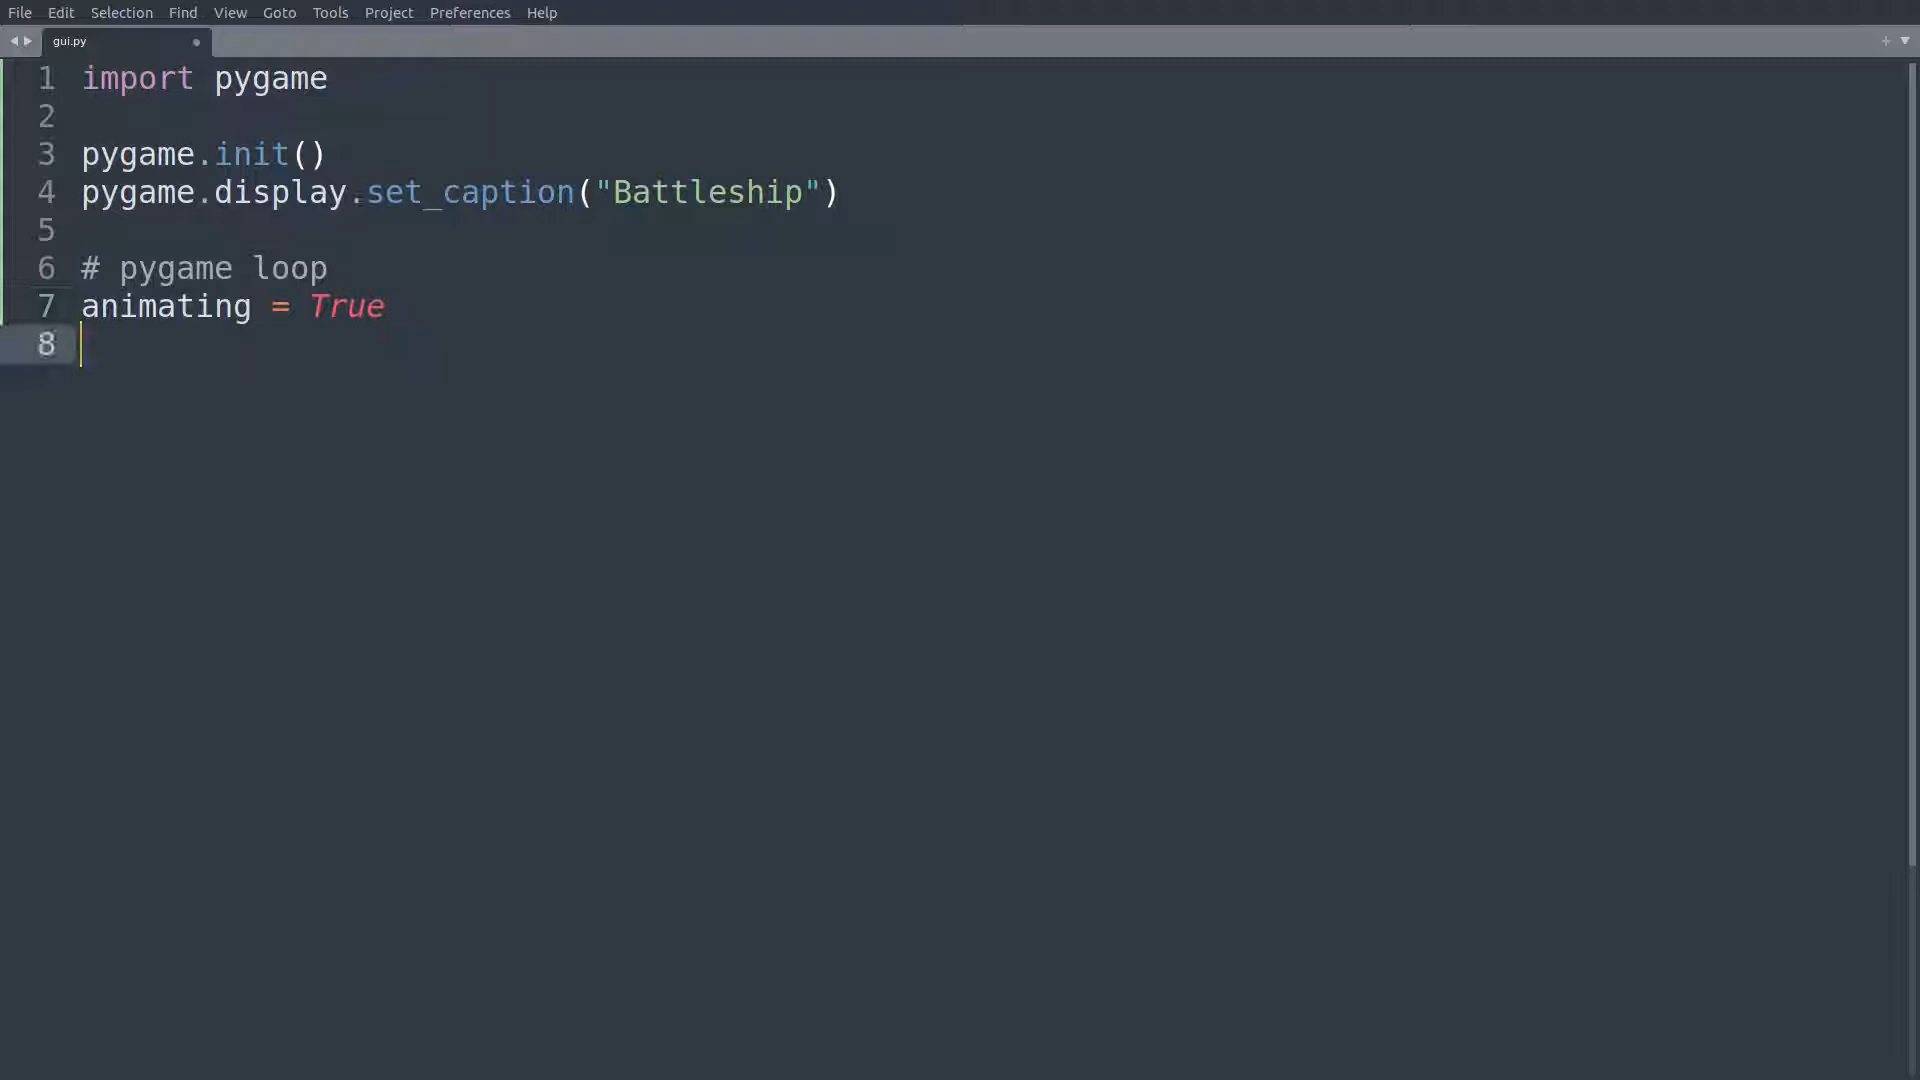 File Edit Selection Find View Goto Tools Project Preferences Help
gui.py
1 import pygame
2
3 pygame.init()
4 pygame.display.set_caption("Battleship")
5
6 # pygame loop
7 animating = True
8